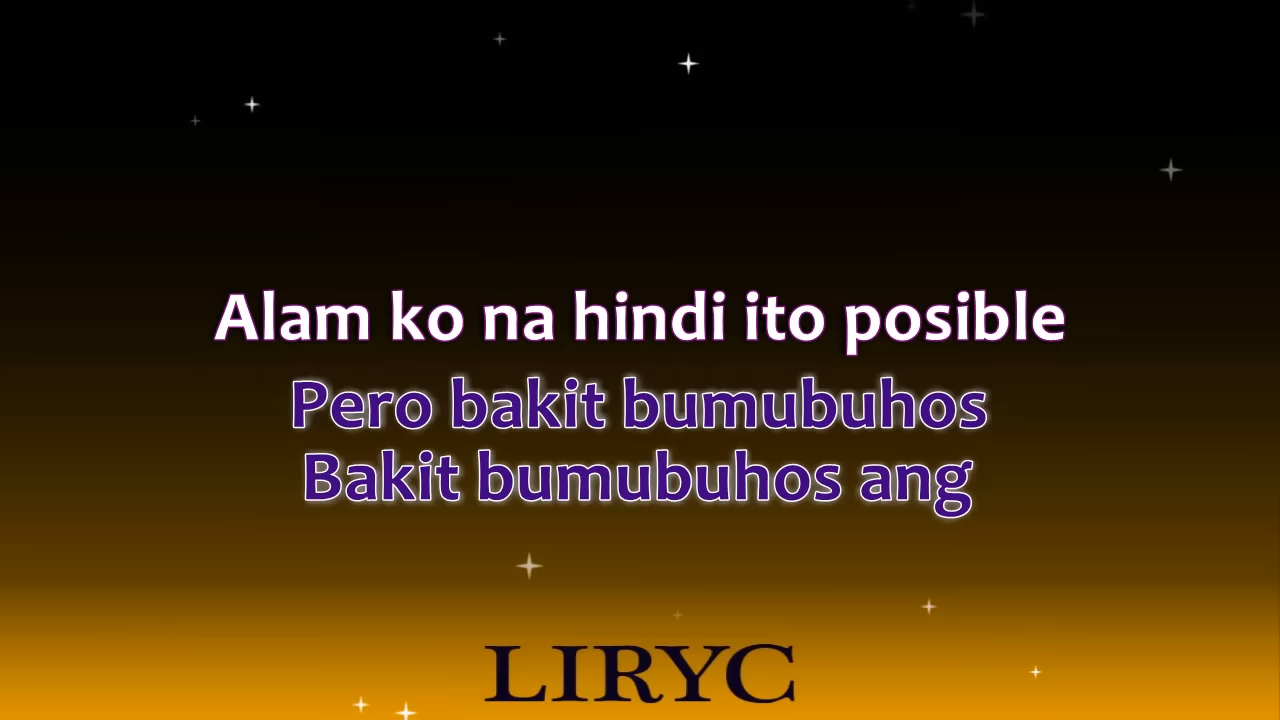 Alam ko na hindi ito posible
Pero bakit bumubuhos
Bakit bumubuhos ang
LIRYC